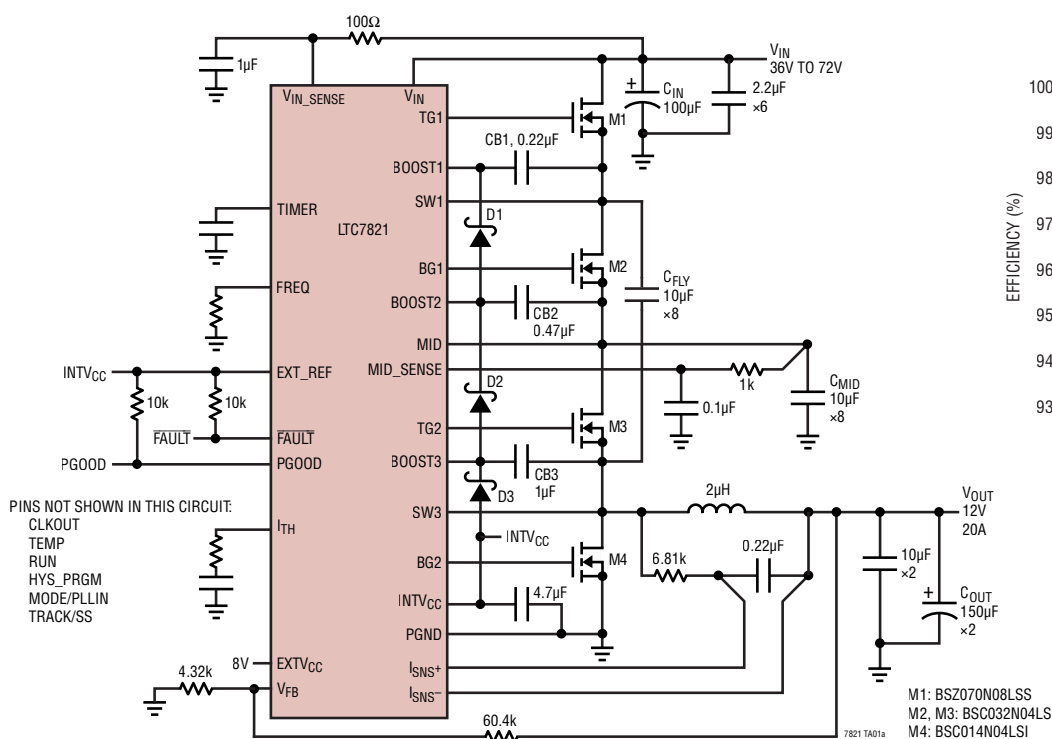 100Ω
1µF
VIN
36V TO 72V
VIN_SENSE
VIN
+
CIN
100µF
2.2µF
×6
TG1
M1
CB1, 0.22µF
BOOST1
SW1
TIMER
LTC7821
D1
BG1
M2
CFLY
10µF
×8
FREQ
BOOST2
CB2
0.47µF
MID
MID_SENSE
1k
0.1µF
CMID
10µF
×8
INTVCC
EXT_REF
10k
10k
FAULT
FAULT
PGOOD
PGOOD
D2
TG2
M3
BOOST3
CB3
1µF
D3
SW3
2µH
VOUT
12V
20A
INTVCC
6.81k
0.22µF
10µF
×2
+
COUT
150µF
×2
BG2
M4
PINS NOT SHOWN IN THIS CIRCUIT:
CLKOUT
TEMP
RUN
HYS_PRGM
MODE/PLLIN
TRACK/SS
ITH
INTVCC
4.7µF
PGND
8V
EXTVCC
4.32k
VFB
ISNS+
ISNS–
60.4k
7821 TA01a
M1: BSZ070N08LSS
M2, M3: BSC032N04LS
M4: BSC014N04LSI
EFFICIENCY (%)
100
99
98
97
96
95
94
93